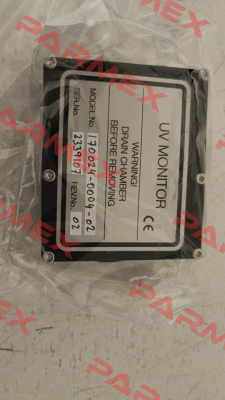 UV MONITOR
WARNING!
DRAIN CHAMBER
BEFORE REMOVING
CE
MODEL No. 170024-0004-02
SER.No. 2339107 REV.No. 02
PARMEX
PARMEX
PARMEX
PARMEX